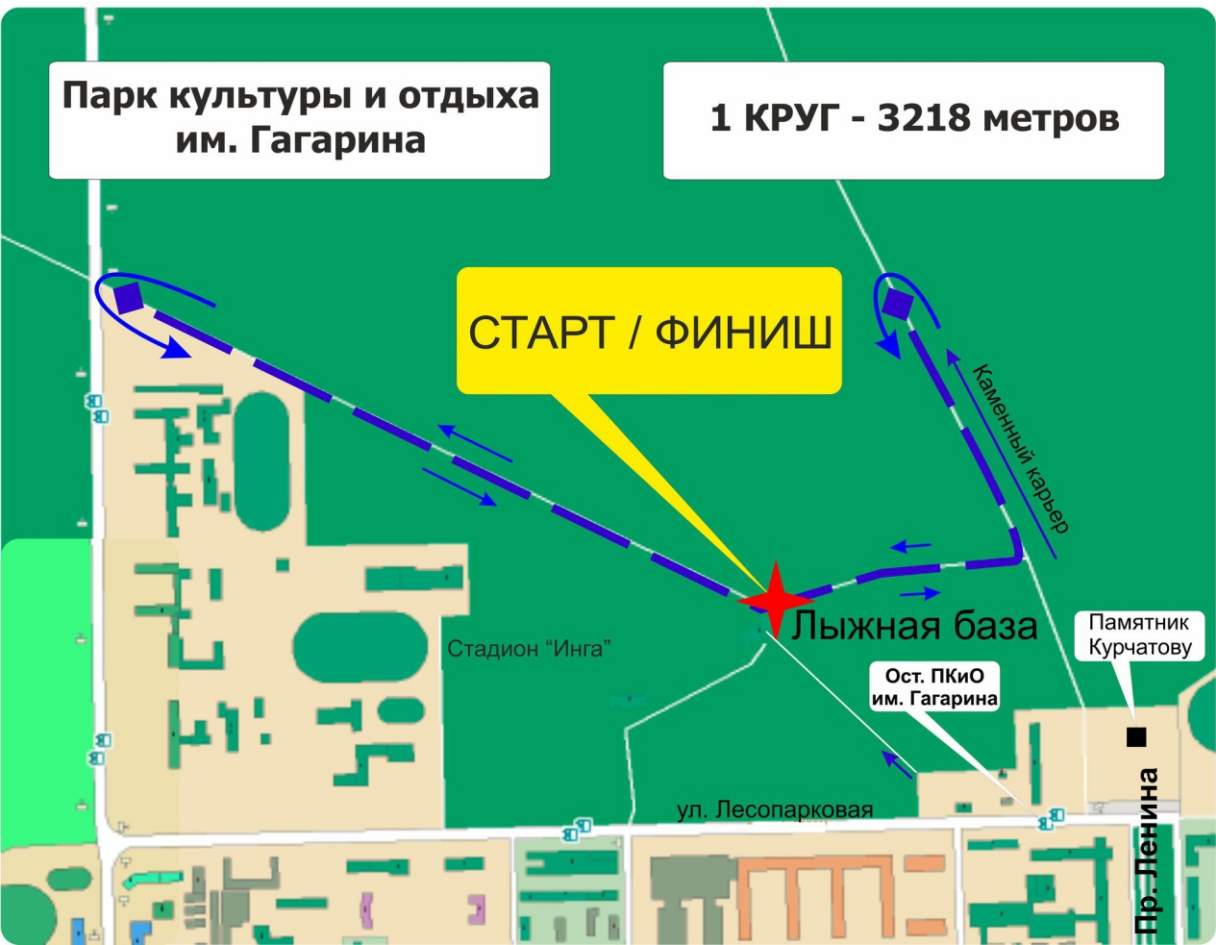 Парк культуры и отдыха
им. Гагарина
1 КРУГ - 3218 метров
СТАРТ / ФИНИШ
Каменный карьер
Лыжная база
Стадион “Инга”
Памятник
Курчатову
Ост. ПКиО
им. Гагарина
ул. Лесопарковая
Пр. Ленина